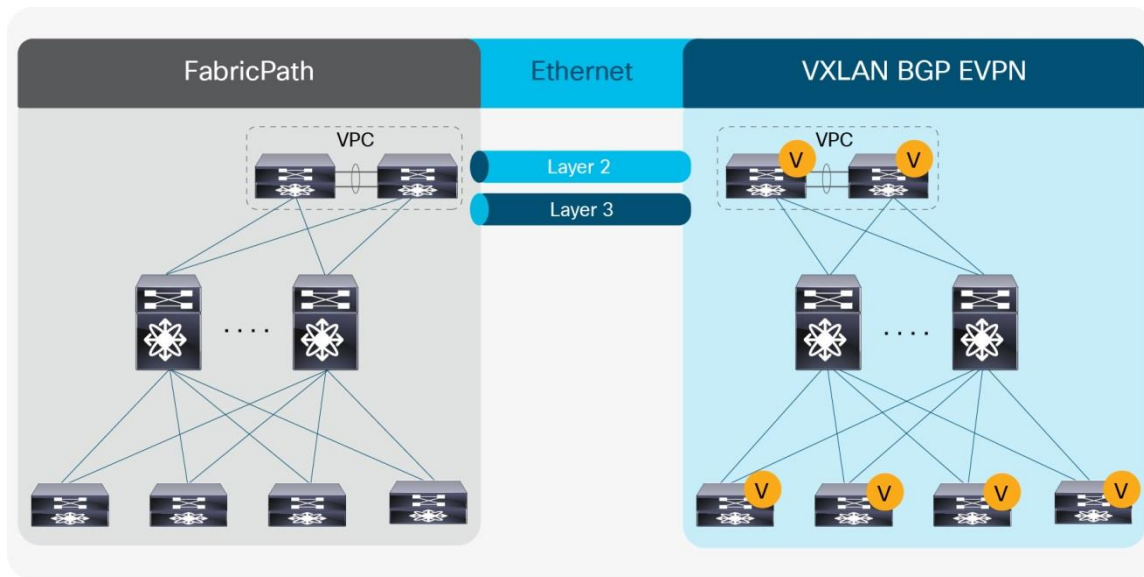 FabricPath
Ethernet
VXLAN BGP EVPN
VPC
VPC
V
V
Layer 2
Layer 3
. . . .
. . . .
V
V
V
V